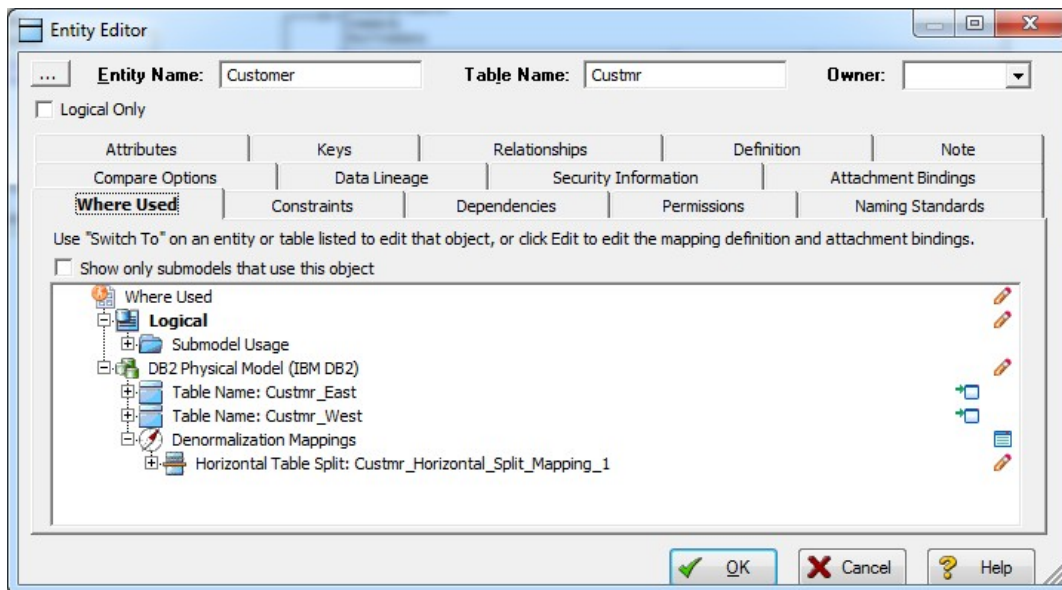 Entity Editor
... Entity Name: Customer Table Name: Custmr Owner:
Logical Only
Attributes Keys Relationships Definition Note
Compare Options Data Lineage Security Information Attachment Bindings
Where Used Constraints Dependencies Permissions Naming Standards
Use "Switch To" on an entity or table listed to edit that object, or click Edit to edit the mapping definition and attachment bindings.
Show only submodels that use this object
Where Used
Logical
Submodel Usage
DB2 Physical Model (IBM DB2)
Table Name: Custmr_East
Table Name: Custmr_West
Denormalization Mappings
Horizontal Table Split: Custmr_Horizontal_Split_Mapping_1
OK Cancel Help